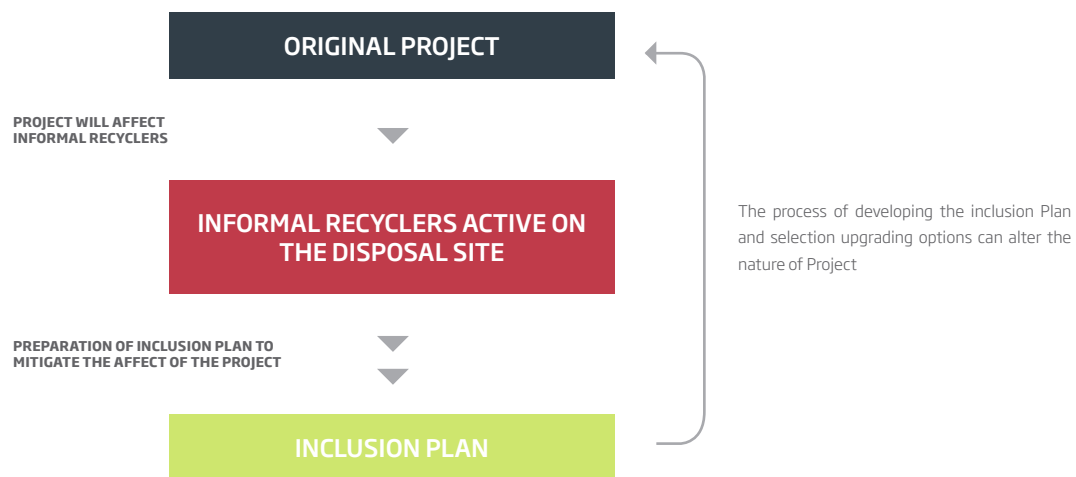 ORIGINAL PROJECT
PROJECT WILL AFFECT
INFORMAL RECYCLERS
INFORMAL RECYCLERS ACTIVE ON
THE DISPOSAL SITE
The process of developing the inclusion Plan
and selection upgrading options can alter the
nature of Project
PREPARATION OF INCLUSION PLAN TO
MITIGATE THE AFFECT OF THE PROJECT
INCLUSION PLAN